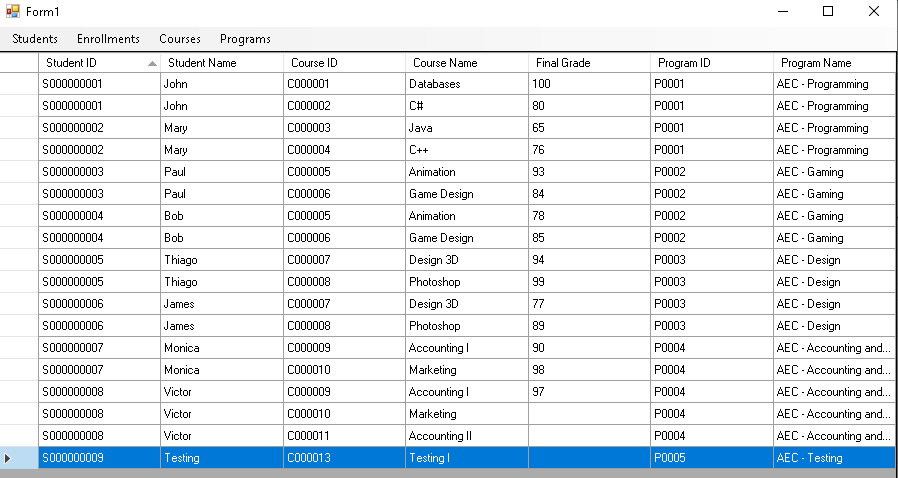 Form1
Students Enrollments Courses Programs
Student ID Student Name Course ID Course Name Final Grade Program ID Program Name
S000000001 John C000001 Databases 100 P0001 AEC - Programming
S000000001 John C000002 C# 80 P0001 AEC - Programming
S000000002 Mary C000003 Java 65 P0001 AEC - Programming
S000000002 Mary C000004 C++ 76 P0001 AEC - Programming
S000000003 Paul C000005 Animation 93 P0002 AEC - Gaming
S000000003 Paul C000006 Game Design 84 P0002 AEC - Gaming
S000000004 Bob C000005 Animation 78 P0002 AEC - Gaming
S000000004 Bob C000006 Game Design 85 P0002 AEC - Gaming
S000000005 Thiago C000007 Design 3D 94 P0003 AEC - Design
S000000005 Thiago C000008 Photoshop 99 P0003 AEC - Design
S000000006 James C000007 Design 3D 77 P0003 AEC - Design
S000000006 James C000008 Photoshop 89 P0003 AEC - Design
S000000007 Monica C000009 Accounting I 90 P0004 AEC - Accounting and...
S000000007 Monica C000010 Marketing 98 P0004 AEC - Accounting and...
S000000008 Victor C000009 Accounting I 97 P0004 AEC - Accounting and...
S000000008 Victor C000010 Marketing P0004 AEC - Accounting and...
S000000008 Victor C000011 Accounting II P0004 AEC - Accounting and...
S000000009 Testing C000013 Testing I P0005 AEC - Testing